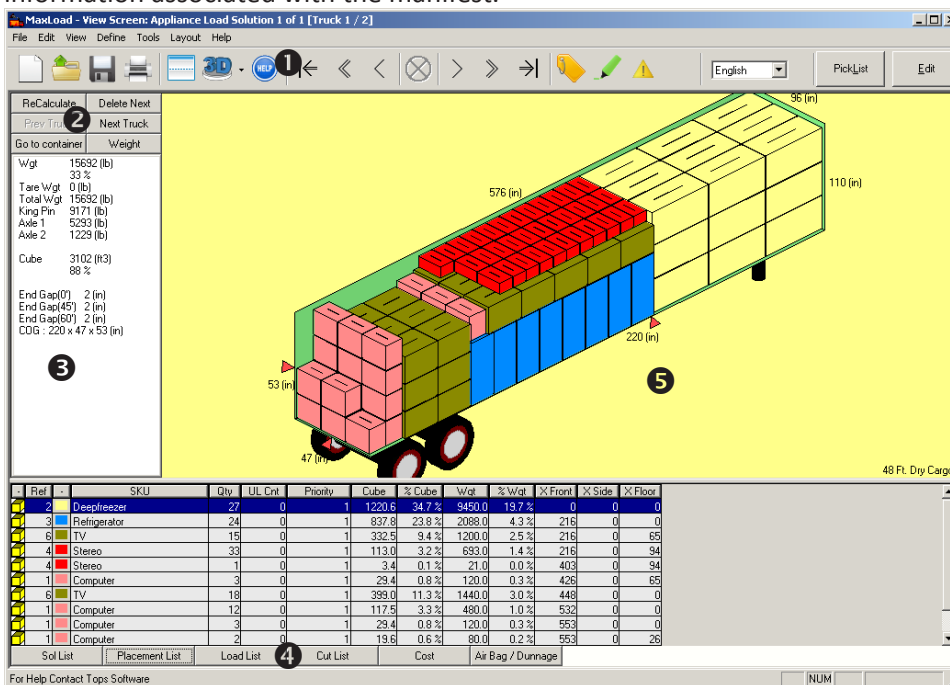 information associated with the manifest.
MaxLoad - View Screen: Appliance Load Solution 1 of 1 [Truck 1 / 2]
File Edit View Define Tools Layout Help
3D HELP 1 English PickList Edit
ReCalculate Delete Next
Prev Tru 2 Next Truck
Go to container Weight
Wgt 15692 (lb)
33 %
Tare Wgt 0 (lb)
Total Wgt 15692 (lb)
King Pin 9171 (lb)
Axle 1 5293 (lb)
Axle 2 1229 (lb)
Cube 3102 (ft3)
88 %
End Gap(0') 2 (in)
End Gap(45') 2 (in)
End Gap(60') 2 (in)
COG : 220 x 47 x 53 (in)
3
96 (in)
110 (in)
576 (in)
220 (in)
53 (in)
5
47 (in)
48 Ft. Dry Cargo
- Ref - SKU Qty UL Cnt Priority Cube % Cube Wgt % Wgt X Front X Side X Floor
2 Deepfreezer 27 0 1 1220.6 34.7 % 9450.0 19.7 % 0 0 0
3 Refrigerator 24 0 1 837.8 23.8 % 2088.0 4.3 % 216 0 0
6 TV 15 0 1 332.5 9.4 % 1200.0 2.5 % 216 0 65
4 Stereo 33 0 1 113.0 3.2 % 693.0 1.4 % 216 0 94
4 Stereo 1 0 1 3.4 0.1 % 21.0 0.0 % 403 0 94
1 Computer 3 0 1 29.4 0.8 % 120.0 0.3 % 426 0 65
6 TV 18 0 1 399.0 11.3 % 1440.0 3.0 % 448 0 0
1 Computer 12 0 1 117.5 3.3 % 480.0 1.0 % 532 0 0
1 Computer 3 0 1 29.4 0.8 % 120.0 0.3 % 553 0 0
1 Computer 2 0 1 19.6 0.6 % 80.0 0.2 % 553 0 26
Sol List Placement List Load List 4 Cut List Cost Air Bag / Dunnage
For Help Contact Tops Software NUM